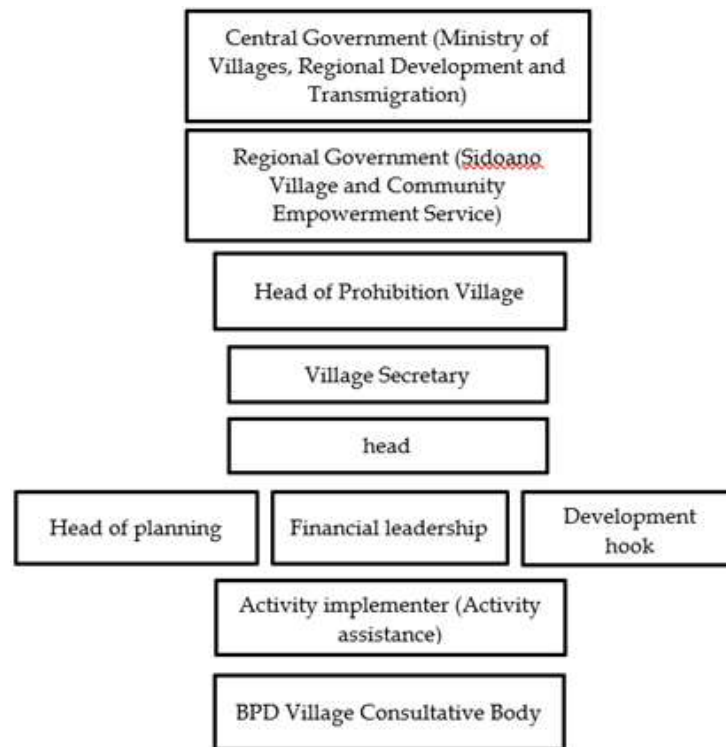 Central Government (Ministry of
Villages, Regional Development and
Transmigration)
Regional Government (Sidoano
Village and Community
Empowerment Service)
Head of Prohibition Village
Village Secretary
head
Head of planning
Financial leadership
Development
hook
Activity implementer (Activity
assistance)
BPD Village Consultative Body